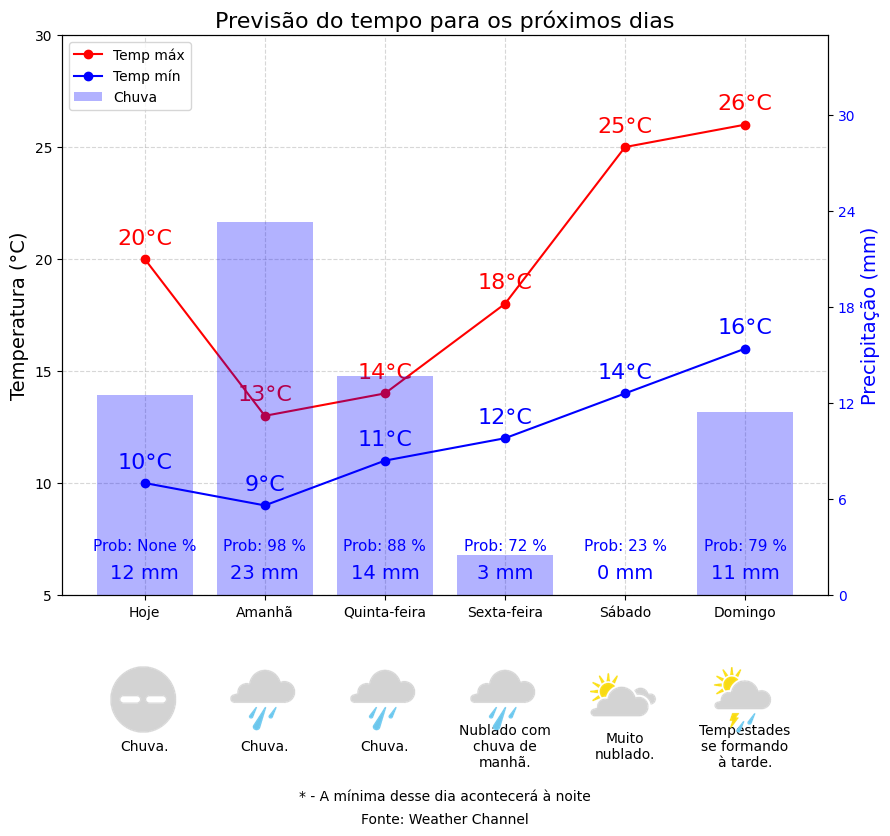 Previsão do tempo para os próximos dias
Temp máx
Temp mín
Chuva
Temperatura (°C)
30
25
20
15
10
5
Precipitação (mm)
30
24
18
12
6
0
20°C
13°C
14°C
18°C
25°C
26°C
10°C
9°C
11°C
12°C
14°C
16°C
Prob: None %
Prob: 98 %
Prob: 88 %
Prob: 72 %
Prob: 23 %
Prob: 79 %
12 mm
23 mm
14 mm
3 mm
0 mm
11 mm
Hoje
Amanhã
Quinta-feira
Sexta-feira
Sábado
Domingo
Chuva.
Chuva.
Chuva.
Nublado com
chuva de
manhã.
Muito
nublado.
Tempestades
se formando
à tarde.
* - A mínima desse dia acontecerá à noite
Fonte: Weather Channel